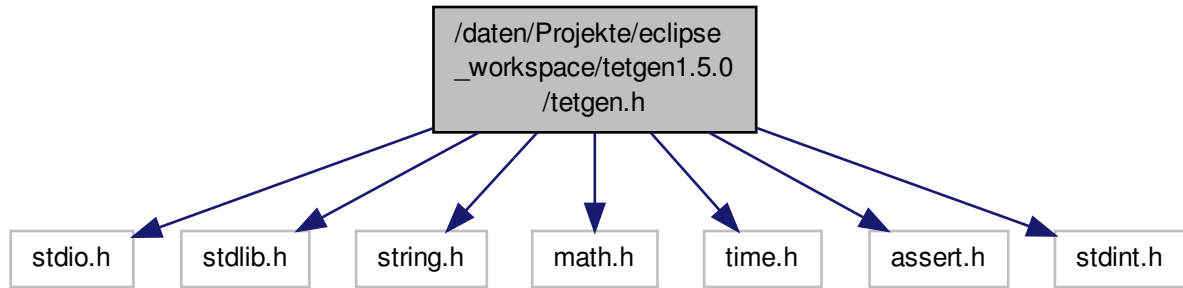 /daten/Projekte/eclipse
_workspace/tetgen1.5.0
/tetgen.h
stdio.h
stdlib.h
string.h
math.h
time.h
assert.h
stdint.h